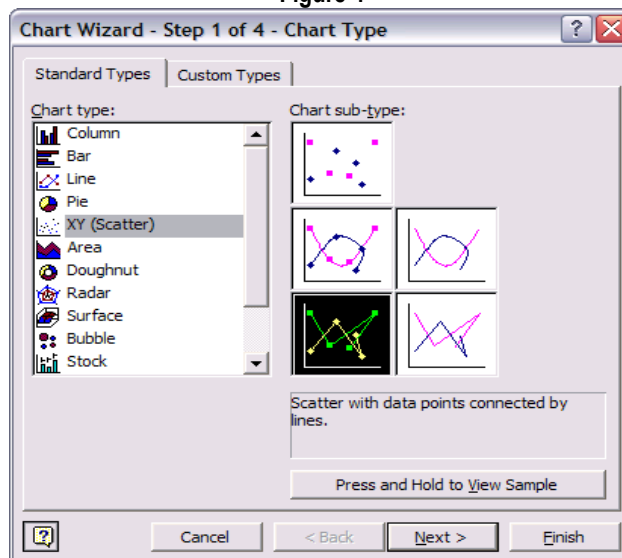 Chart Wizard - Step 1 of 4 - Chart Type
?
Standard Types
Custom Types
Chart type:
Column
Bar
Line
Pie
XY (Scatter)
Area
Doughnut
Radar
Surface
Bubble
Stock
Chart sub-type:
Scatter with data points connected by
lines.
Press and Hold to View Sample
?
Cancel
< Back
Next >
Finish